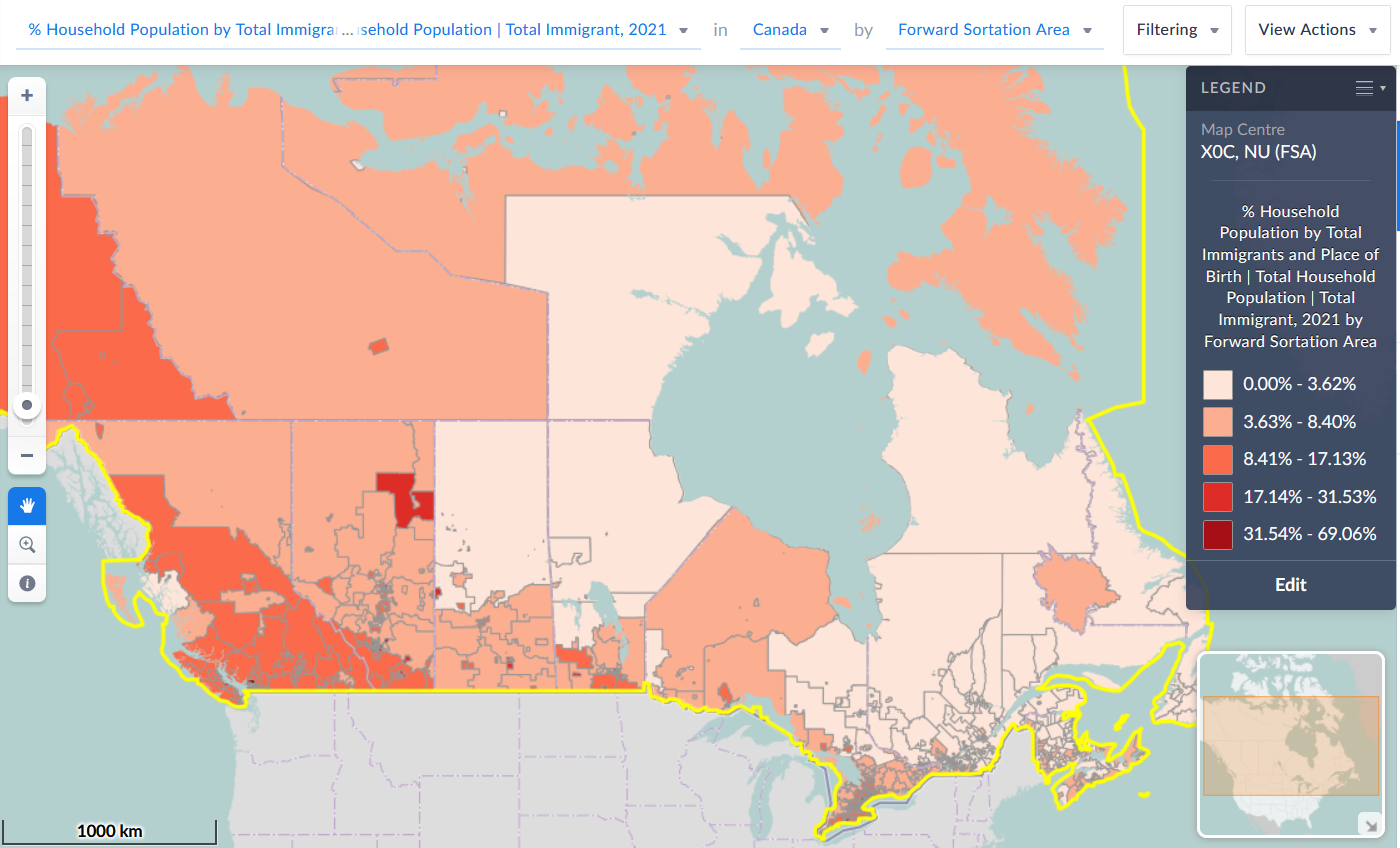 % Household Population by Total Immigra ... sehold Population | Total Immigrant, 2021 in Canada by Forward Sortation Area Filtering View Actions
LEGEND
Map Centre
X0C, NU (FSA)
% Household
Population by Total
Immigrants and Place of
Birth | Total Household
Population | Total
Immigrant, 2021 by
Forward Sortation Area
0.00% - 3.62%
3.63% - 8.40%
8.41% - 17.13%
17.14% - 31.53%
31.54% - 69.06%
Edit
1000 km